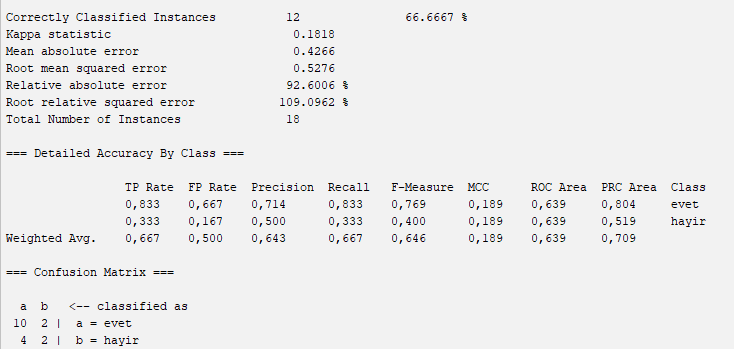 Correctly Classified Instances 12 66.6667 %
Kappa statistic 0.1818
Mean absolute error 0.4266
Root mean squared error 0.5276
Relative absolute error 92.6006 %
Root relative squared error 109.0962 %
Total Number of Instances 18
=== Detailed Accuracy By Class ===
TP Rate FP Rate Precision Recall F-Measure MCC ROC Area PRC Area Class
0,833 0,667 0,714 0,833 0,769 0,189 0,639 0,804 evet
0,333 0,167 0,500 0,333 0,400 0,189 0,639 0,519 hayir
Weighted Avg. 0,667 0,500 0,643 0,667 0,646 0,189 0,639 0,709
=== Confusion Matrix ===
a b <-- classified as
10 2 | a = evet
4 2 | b = hayir